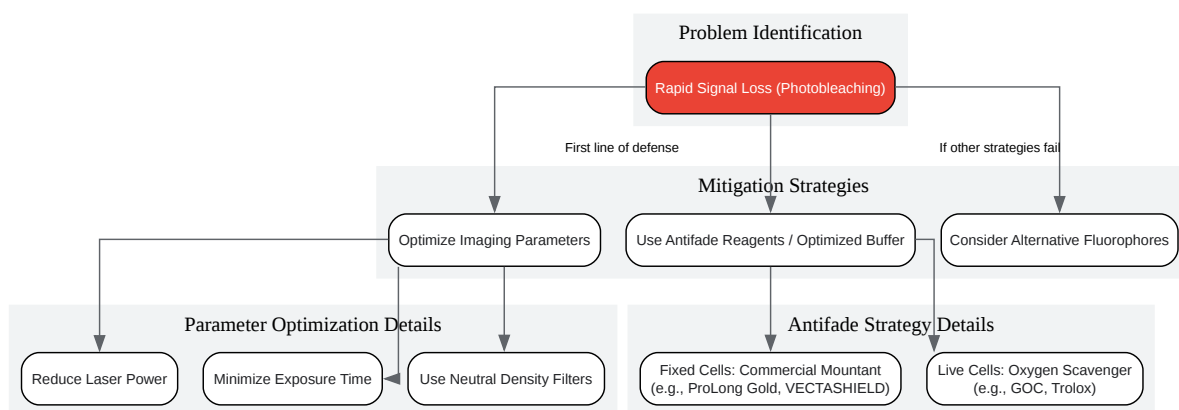 Problem Identification
Rapid Signal Loss (Photobleaching)
First line of defense
If other strategies fail
Mitigation Strategies
Optimize Imaging Parameters
Use Antifade Reagents / Optimized Buffer
Consider Alternative Fluorophores
Parameter Optimization Details
Antifade Strategy Details
Reduce Laser Power
Minimize Exposure Time
Use Neutral Density Filters
Fixed Cells: Commercial Mountant
(e.g., ProLong Gold, VECTASHIELD)
Live Cells: Oxygen Scavenger
(e.g., GOC, Trolox)